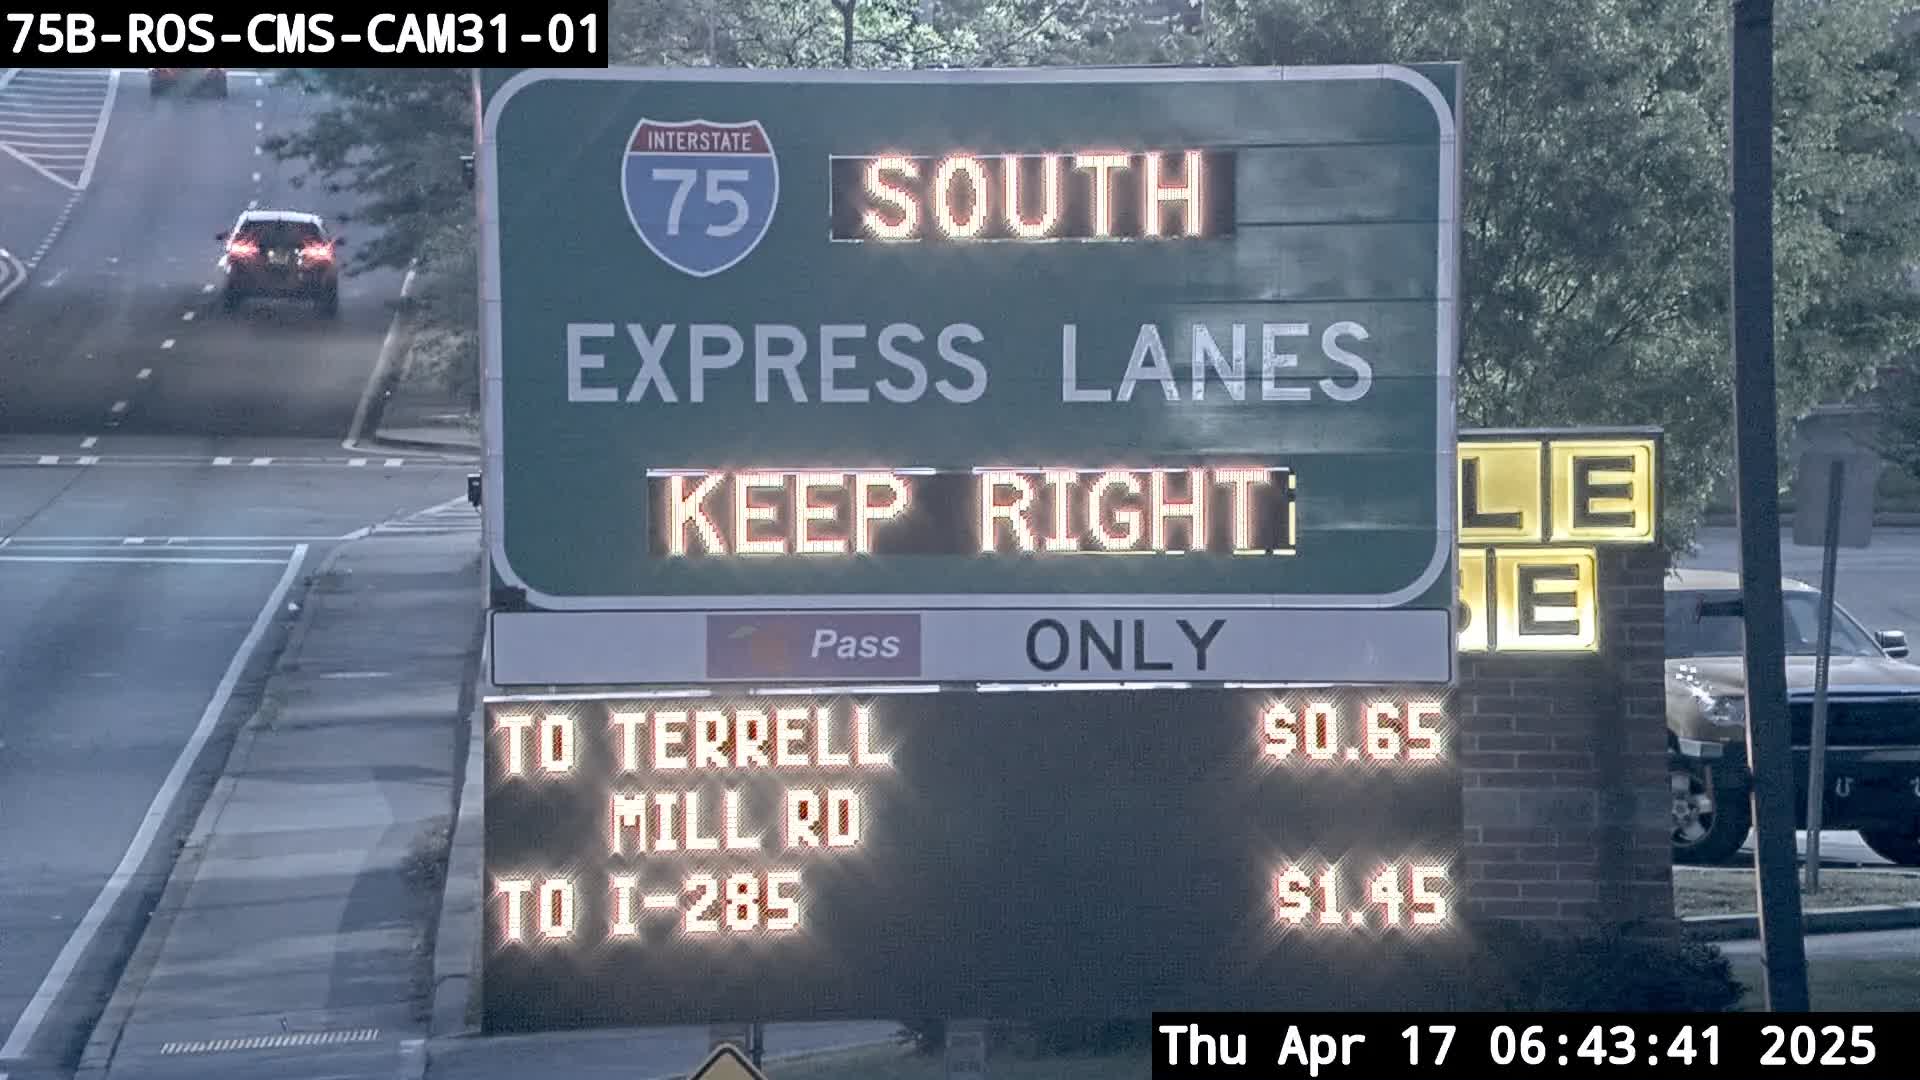 75B-ROS-CMS-CAM31-01
INTERSTATE
75
SOUTH
EXPRESS LANES
KEEP RIGHT
Pass ONLY
LE
E
TO TERRELL $0.65
MILL RD
TO I-285 $1.45
Thu Apr 17 06:43:41 2025